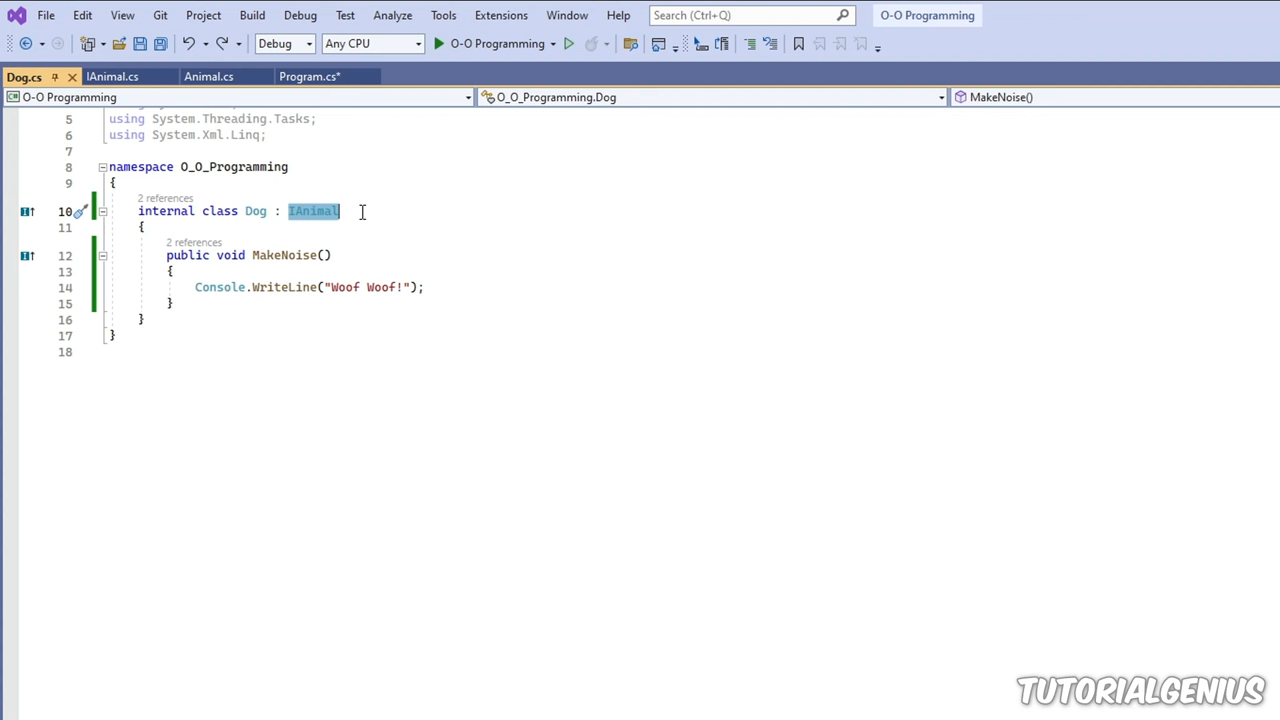 File Edit View Git Project Build Debug Test Analyze Tools Extensions Window Help Search (Ctrl+Q) O-O Programming
Debug Any CPU O-O Programming
Dog.cs IAnimal.cs Animal.cs Program.cs*
O-O Programming O_O_Programming.Dog MakeNoise()
5 using System.Threading.Tasks;
6 using System.Xml.Linq;
7
8 namespace O_O_Programming
9 {
2 references
10 internal class Dog : IAnimal
11 {
2 references
12 public void MakeNoise()
13 {
14 Console.WriteLine("Woof Woof!");
15 }
16 }
17 }
18
TUTORIALGENIUS